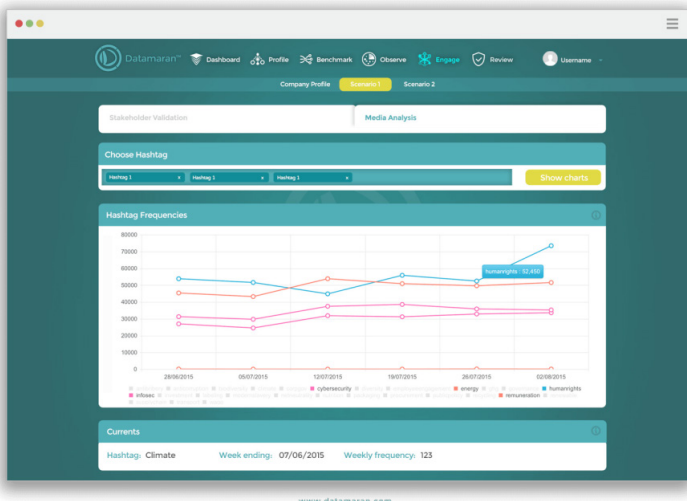 Datamaran™ Dashboard Profile Benchmark Observe Engage Review Username
Company Profile Scenario 1 Scenario 2
Stakeholder Validation Media Analysis
Choose Hashtag
Hashtag 1 x Hashtag 1 x Hashtag 1 x Show charts
Hashtag Frequencies
80000
70000
60000
humanrights : 52,450
50000
40000
30000
20000
10000
0
28/06/2015 05/07/2015 12/07/2015 19/07/2015 26/07/2015 02/08/2015
cybersecurity energy humanrights
infosec remuneration
Currents
Hashtag: Climate Week ending: 07/06/2015 Weekly frequency: 123
www.datamaran.com